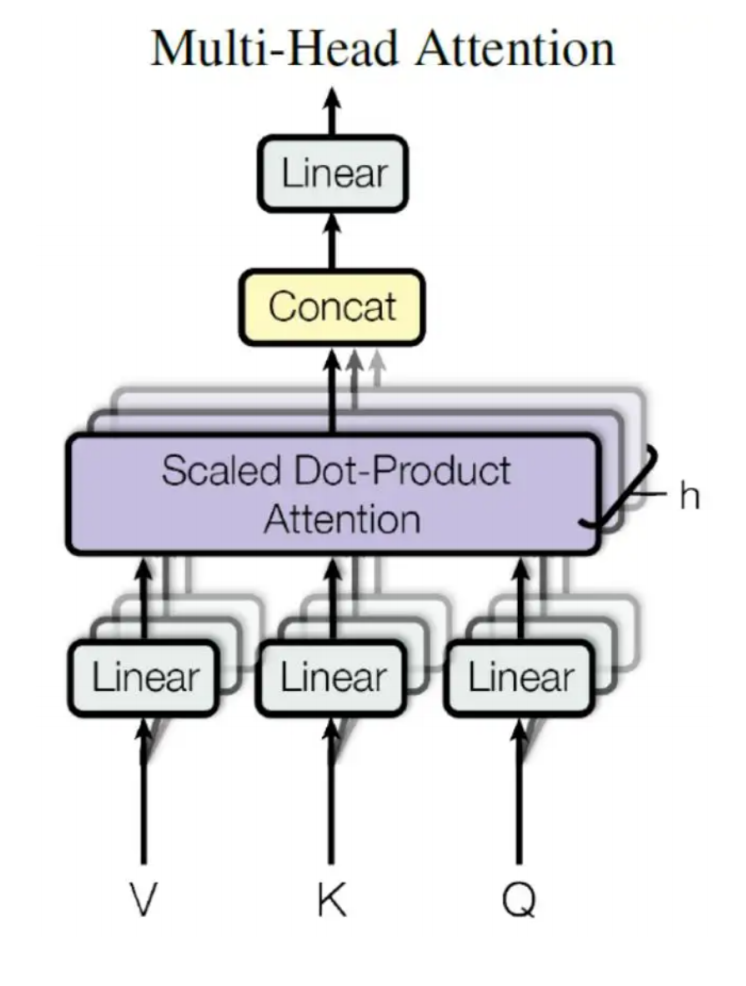 Multi-Head Attention
Linear
Concat
Scaled Dot-Product
Attention
h
Linear
Linear
Linear
V
K
Q